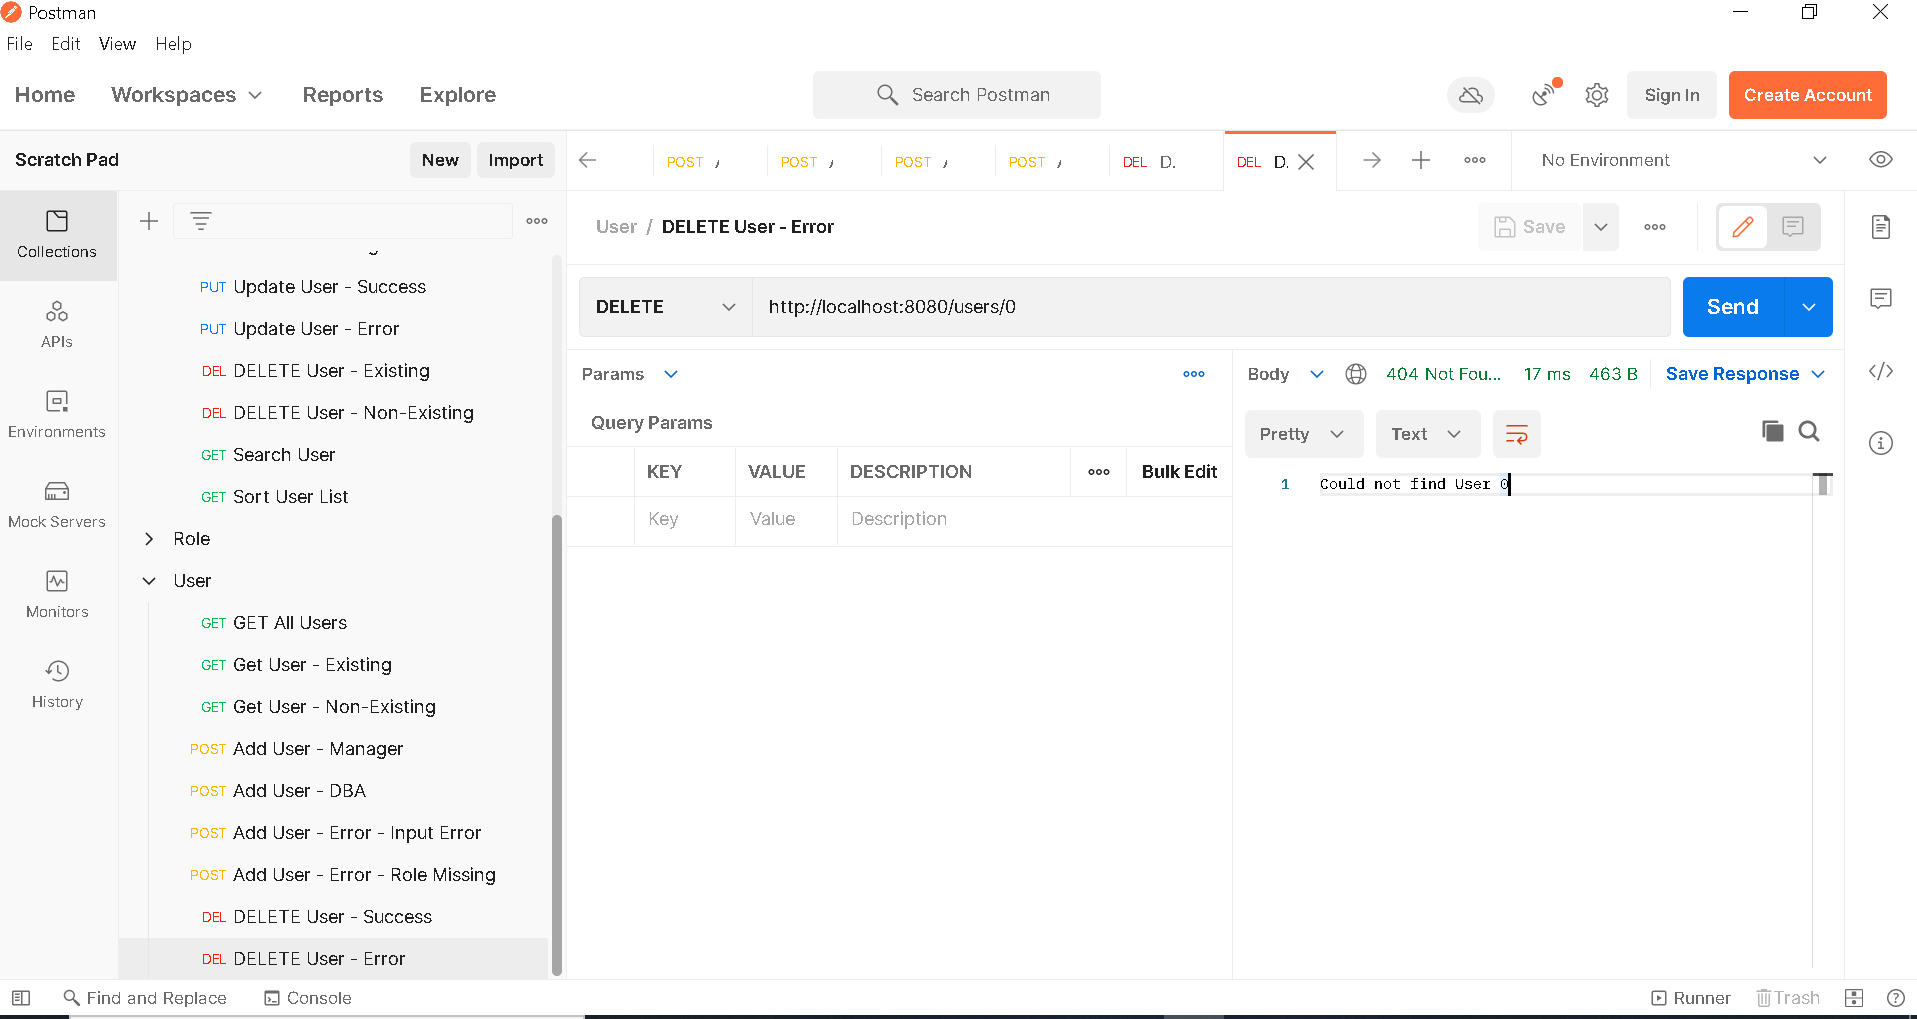 Postman
File Edit View Help
Home Workspaces Reports Explore Search Postman Sign In Create Account
Scratch Pad New Import POST POST POST POST DEL D. DEL D. No Environment
Collections
APIs
Environments
Mock Servers
Monitors
History
PUT Update User - Success
PUT Update User - Error
DEL DELETE User - Existing
DEL DELETE User - Non-Existing
GET Search User
GET Sort User List
Role
User
GET GET All Users
GET Get User - Existing
GET Get User - Non-Existing
POST Add User - Manager
POST Add User - DBA
POST Add User - Error - Input Error
POST Add User - Error - Role Missing
DEL DELETE User - Success
DEL DELETE User - Error
User / DELETE User - Error Save
DELETE http://localhost:8080/users/0 Send
Params
Query Params
KEY VALUE DESCRIPTION Bulk Edit
Key Value Description
Body 404 Not Fou... 17 ms 463 B Save Response
Pretty Text
1 Could not find User 0
Find and Replace Console Runner Trash